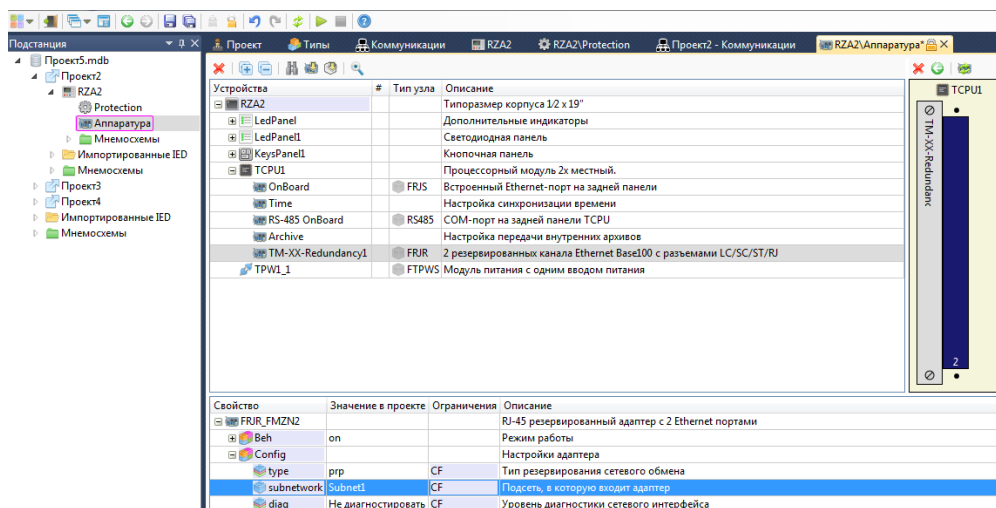 Подстанция
Проект Типы Коммуникации RZA2 RZA2\Protection Проект2 - Коммуникации RZA2\Аппаратура*
Проект5.mdb
Проект2
RZA2
Protection
Аппаратура
Мнемосхемы
Импортированные IED
Мнемосхемы
Проект3
Проект4
Импортированные IED
Мнемосхемы
Устройства # Тип узла Описание
RZA2 Типоразмер корпуса 1⁄2 x 19"
LedPanel Дополнительные индикаторы
LedPanel1 Светодиодная панель
KeysPanel1 Кнопочная панель
TCPU1 Процессорный модуль 2х местный.
OnBoard FRJS Встроенный Ethernet-порт на задней панели
Time Настройка синхронизации времени
RS-485 OnBoard RS485 COM-порт на задней панели TCPU
Archive Настройка передачи внутренних архивов
TM-XX-Redundancy1 FRJR 2 резервированных канала Ethernet Base100 с разъемами LC/SC/ST/RJ
TPW1_1 FTPWS Модуль питания с одним вводом питания
TCPU1
TM-XX-Redundanc
2
Свойство Значение в проекте Ограничения Описание
FRJR_FMZN2 RJ-45 резервированный адаптер с 2 Ethernet портами
Beh on Режим работы
Config Настройки адаптера
type prp CF Тип резервирования сетевого обмена
subnetwork Subnet1 CF Подсеть, в которую входит адаптер
diag Не диагностировать CF Уровень диагностики сетевого интерфейса